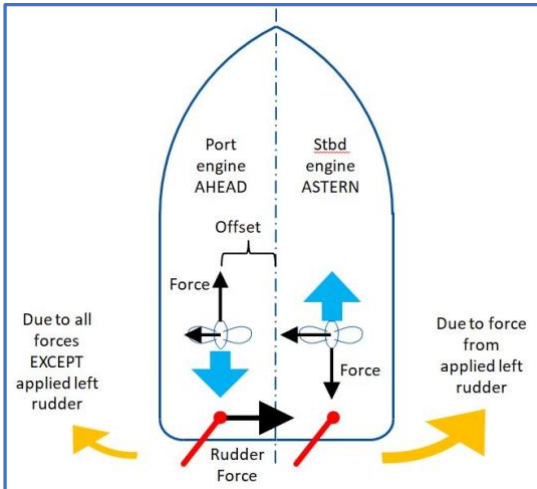 Port
engine
AHEAD
Stbd
engine
ASTERN
Offset
Force
Due to all
forces
EXCEPT
applied left
rudder
Due to force
from
applied left
rudder
Force
Rudder
Force